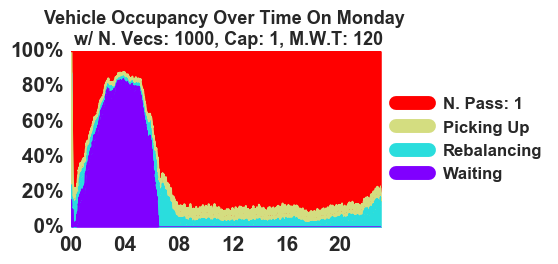 Vehicle Occupancy Over Time On Monday
w/ N. Vecs: 1000, Cap: 1, M.W.T: 120
100%
80%
60%
40%
20%
0%
00 04 08 12 16 20
N. Pass: 1
Picking Up
Rebalancing
Waiting